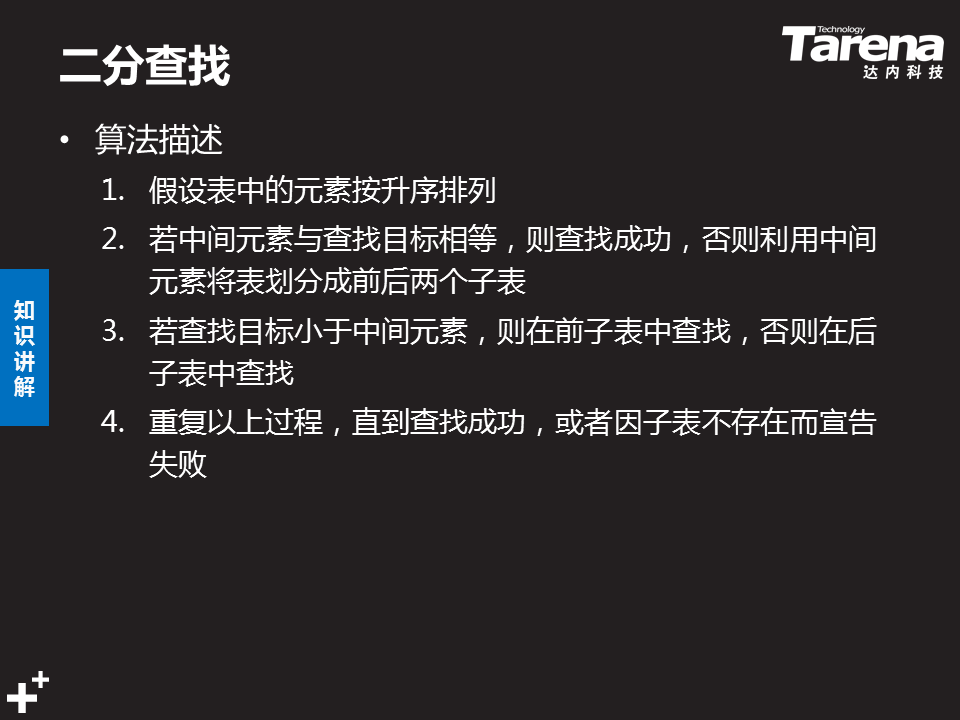 二分查找
Technology
Tarena
达内科技
• 算法描述
1. 假设表中的元素按升序排列
2. 若中间元素与查找目标相等，则查找成功，否则利用中间
元素将表划分成前后两个子表
3. 若查找目标小于中间元素，则在前子表中查找，否则在后
子表中查找
4. 重复以上过程，直到查找成功，或者因子表不存在而宣告
失败
知识讲解